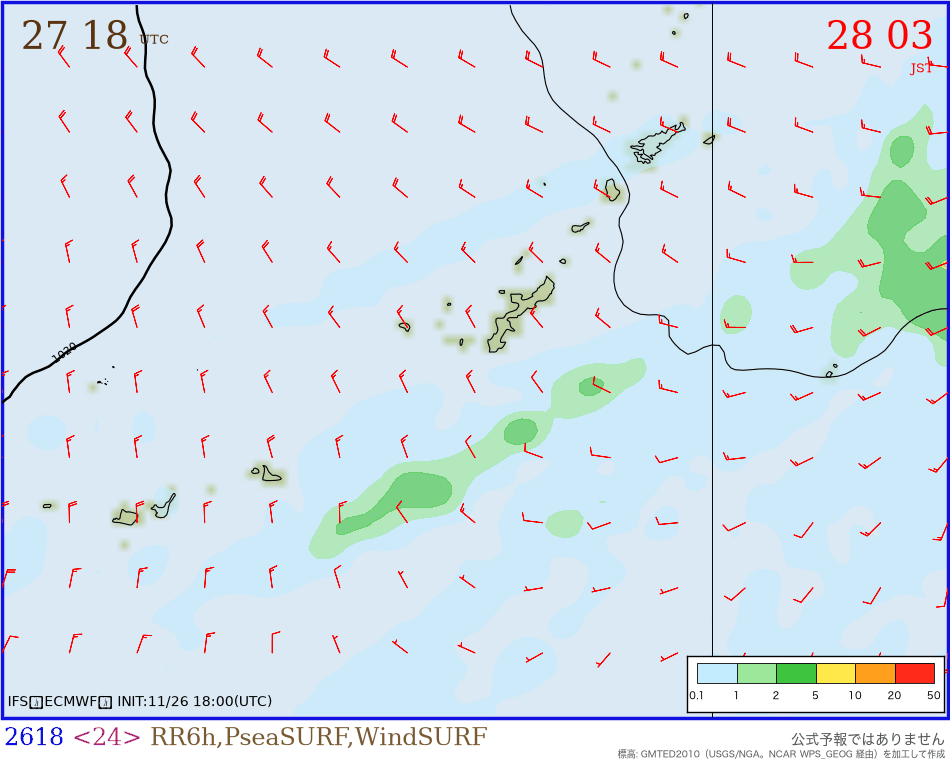 27 18 UTC
28 03
JST
1020
IFS ECMWF INIT:11/26 18:00(UTC)
0.1 1 2 5 10 20 50
2618 <24> RR6h,PseaSURF,WindSURF
公式予報ではありません
標高: GMTED2010（USGS/NGA。NCAR WPS_GEOG 経由）を加工して作成